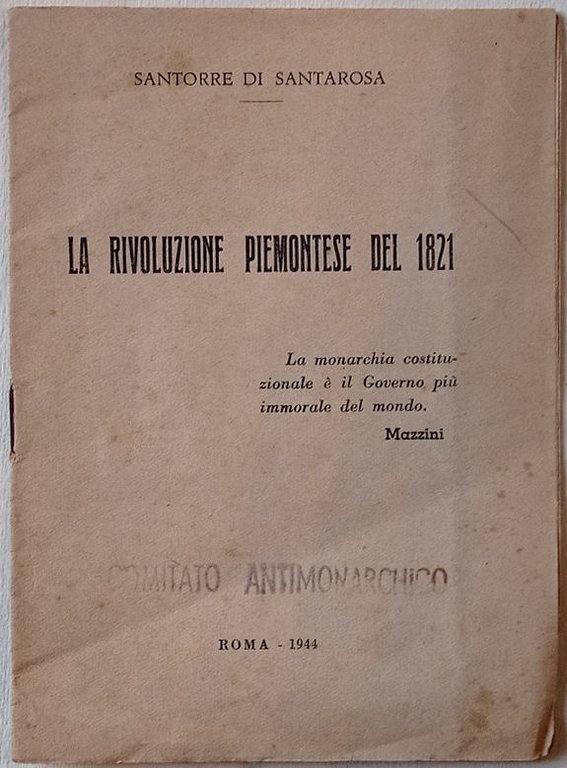 SANTORRE DI SANTAROSA
LA RIVOLUZIONE PIEMONTESE DEL 1821
La monarchia costitu-
zionale è il Governo più
immorale del mondo.
Mazzini
COMITATO ANTIMONARCHICO
ROMA - 1944